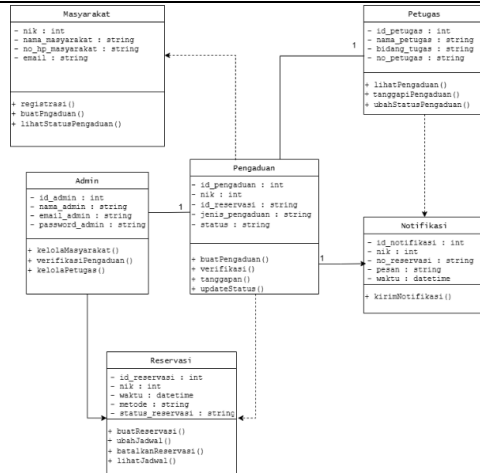 Masyarakat
- nik : int
- nama_masyarakat : string
- no_hp_masyarakat : string
- email : string
+ registrasi()
+ buatPngaduan()
+ lihatStatusPengaduan()
Petugas
- id_petugas : int
- nama_petugas : string
- bidang_tugas : string
- no_petugas : string
+ lihatPengaduan()
+ tanggapiPengaduan()
+ ubahStatusPengaduan()
1
Admin
- id_admin : int
- nama_admin : string
- email_admin : string
- password_admin : string
+ kelolaMasyarakat()
+ verifikasiPengaduan()
+ kelolaPetugas()
1
Pengaduan
- id_pengaduan : int
- nik : int
- id_reservasi : string
- jenis_pengaduan : string
- status : string
+ buatPengaduan()
+ verifikasi()
+ tanggapan()
+ updateStatus()
1
Notifikasi
- id_notifikasi : int
- nik : int
- no_reservasi : string
- pesan : string
- waktu : datetime
+ kirimNotifikasi()
Reservasi
- id_reservasi : int
- nik : int
- waktu : datetime
- metode : string
- status_reservasi : string
+ buatReservasi()
+ ubahJadwal()
+ batalkanReservasi()
+ lihatJadwal()